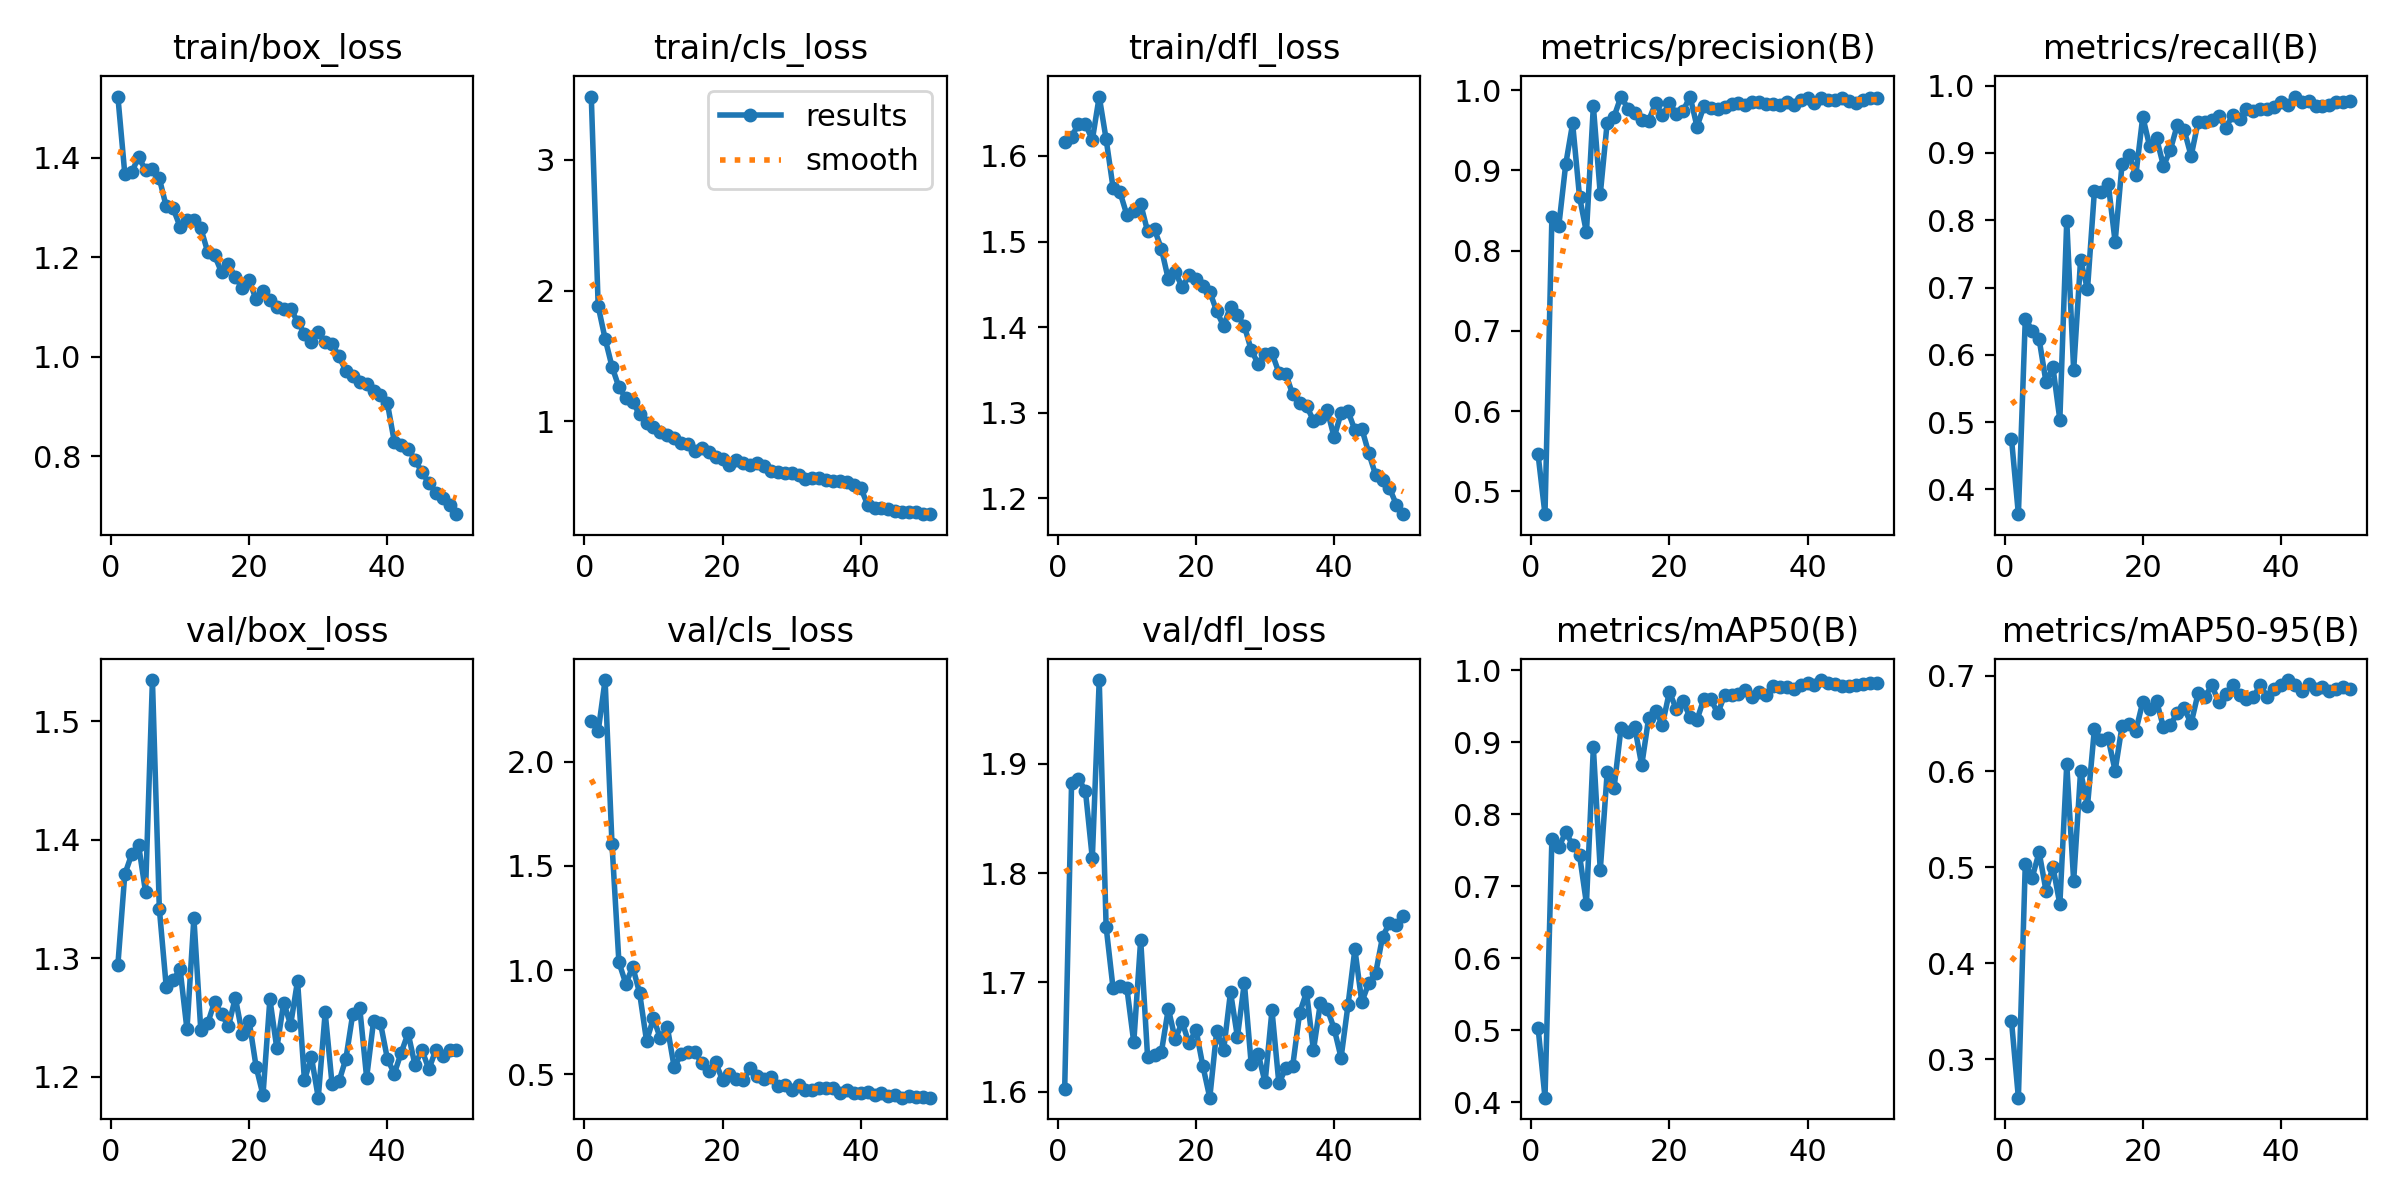 train/box_loss
1.4
1.2
1.0
0.8
0 20 40
train/cls_loss
results
smooth
3
2
1
0 20 40
train/dfl_loss
1.6
1.5
1.4
1.3
1.2
0 20 40
metrics/precision(B)
1.0
0.9
0.8
0.7
0.6
0.5
0 20 40
metrics/recall(B)
1.0
0.9
0.8
0.7
0.6
0.5
0.4
0 20 40
val/box_loss
1.5
1.4
1.3
1.2
0 20 40
val/cls_loss
2.0
1.5
1.0
0.5
0 20 40
val/dfl_loss
1.9
1.8
1.7
1.6
0 20 40
metrics/mAP50(B)
1.0
0.9
0.8
0.7
0.6
0.5
0.4
0 20 40
metrics/mAP50-95(B)
0.7
0.6
0.5
0.4
0.3
0 20 40